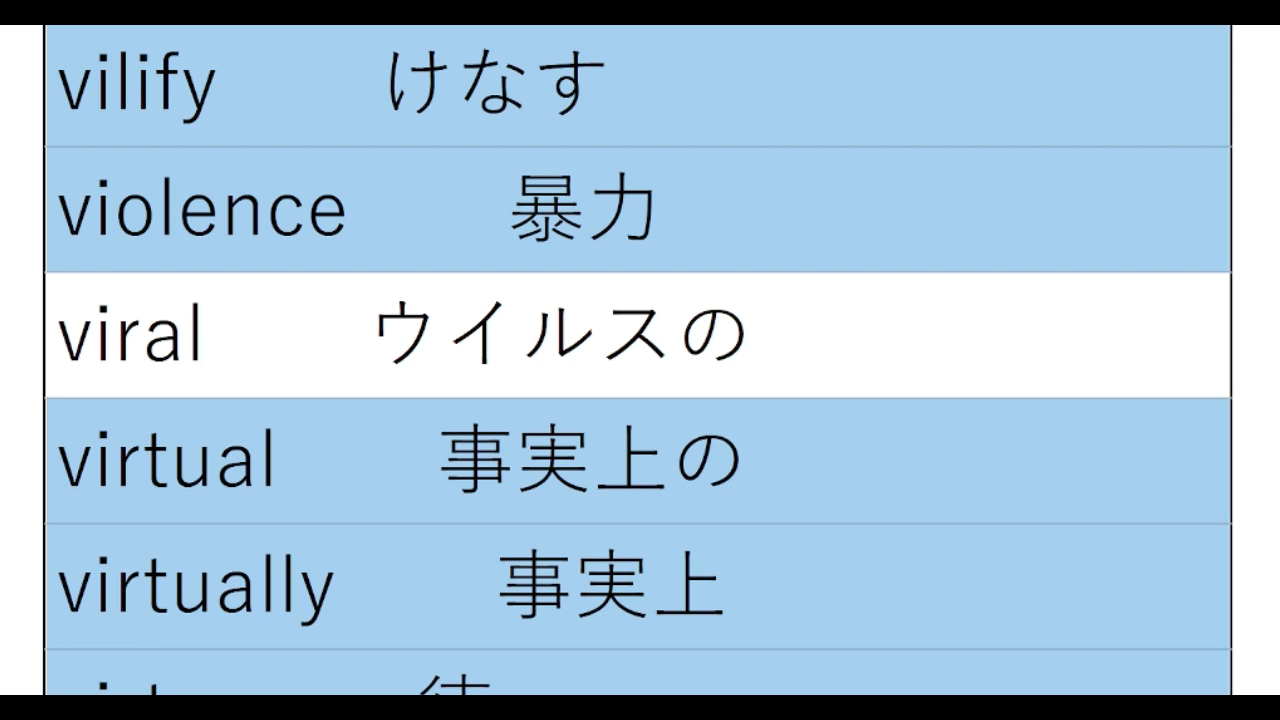 vilify けなす
violence 暴力
viral ウイルスの
virtual 事実上の
virtually 事実上